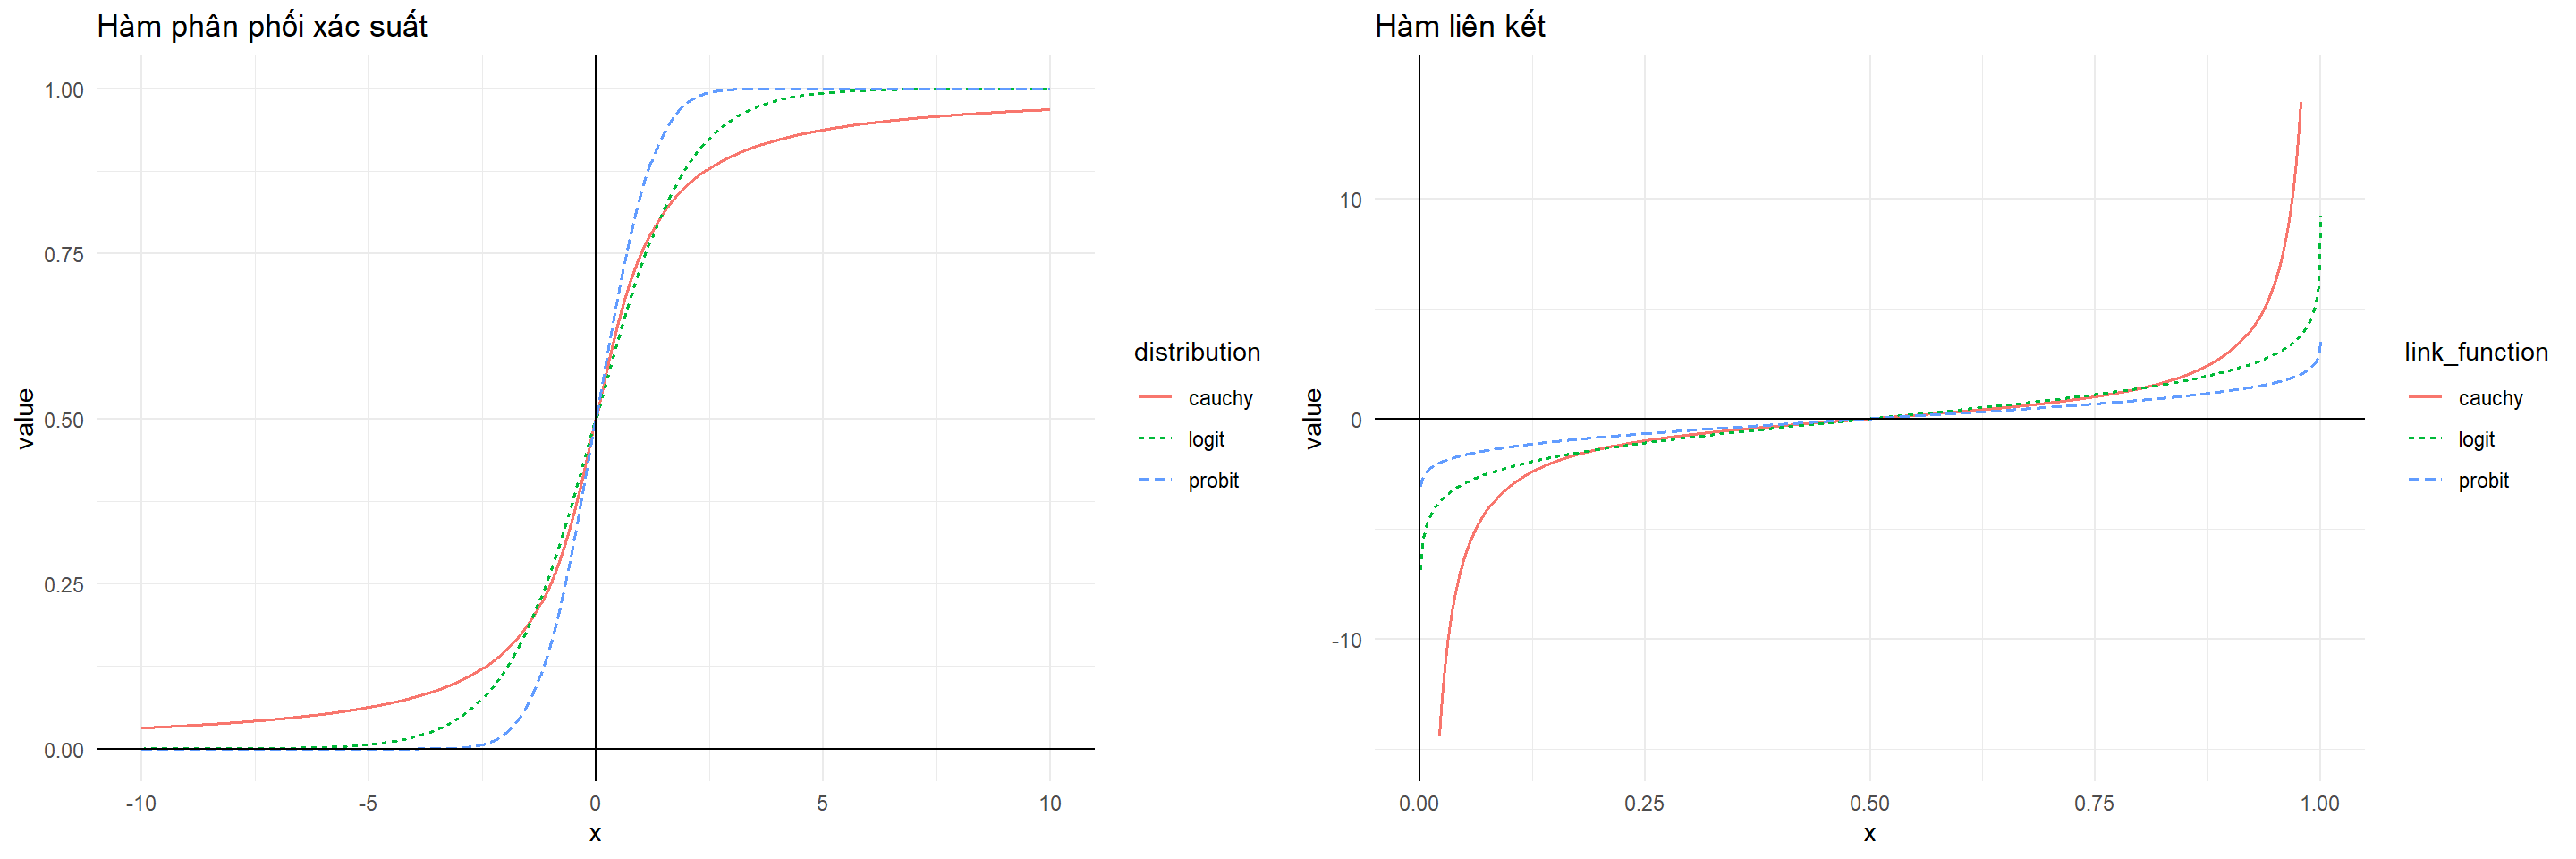 Hàm phân phối xác suất
1.00
0.75
0.50
0.25
0.00
value
-10
-5
0
5
10
x
distribution
cauchy
logit
probit
Hàm liên kết
10
0
-10
value
0.00
0.25
0.50
0.75
1.00
x
link_function
cauchy
logit
probit